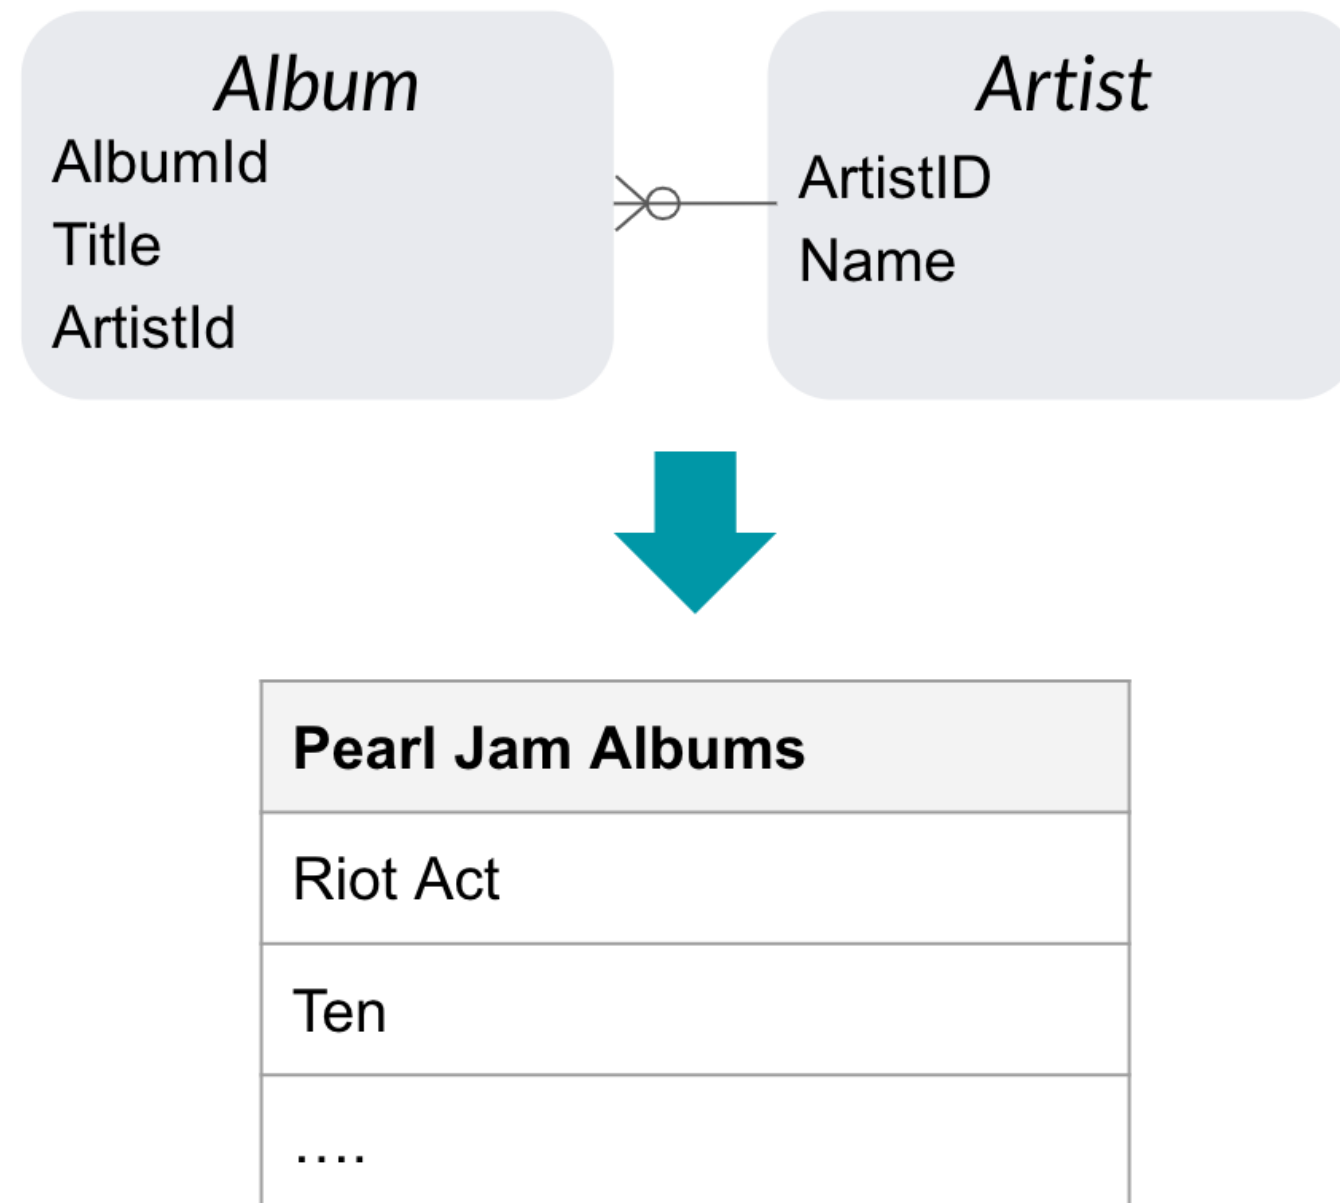 Album
AlbumId
Title
ArtistId
Artist
ArtistID
Name
Pearl Jam Albums
Riot Act
Ten
....